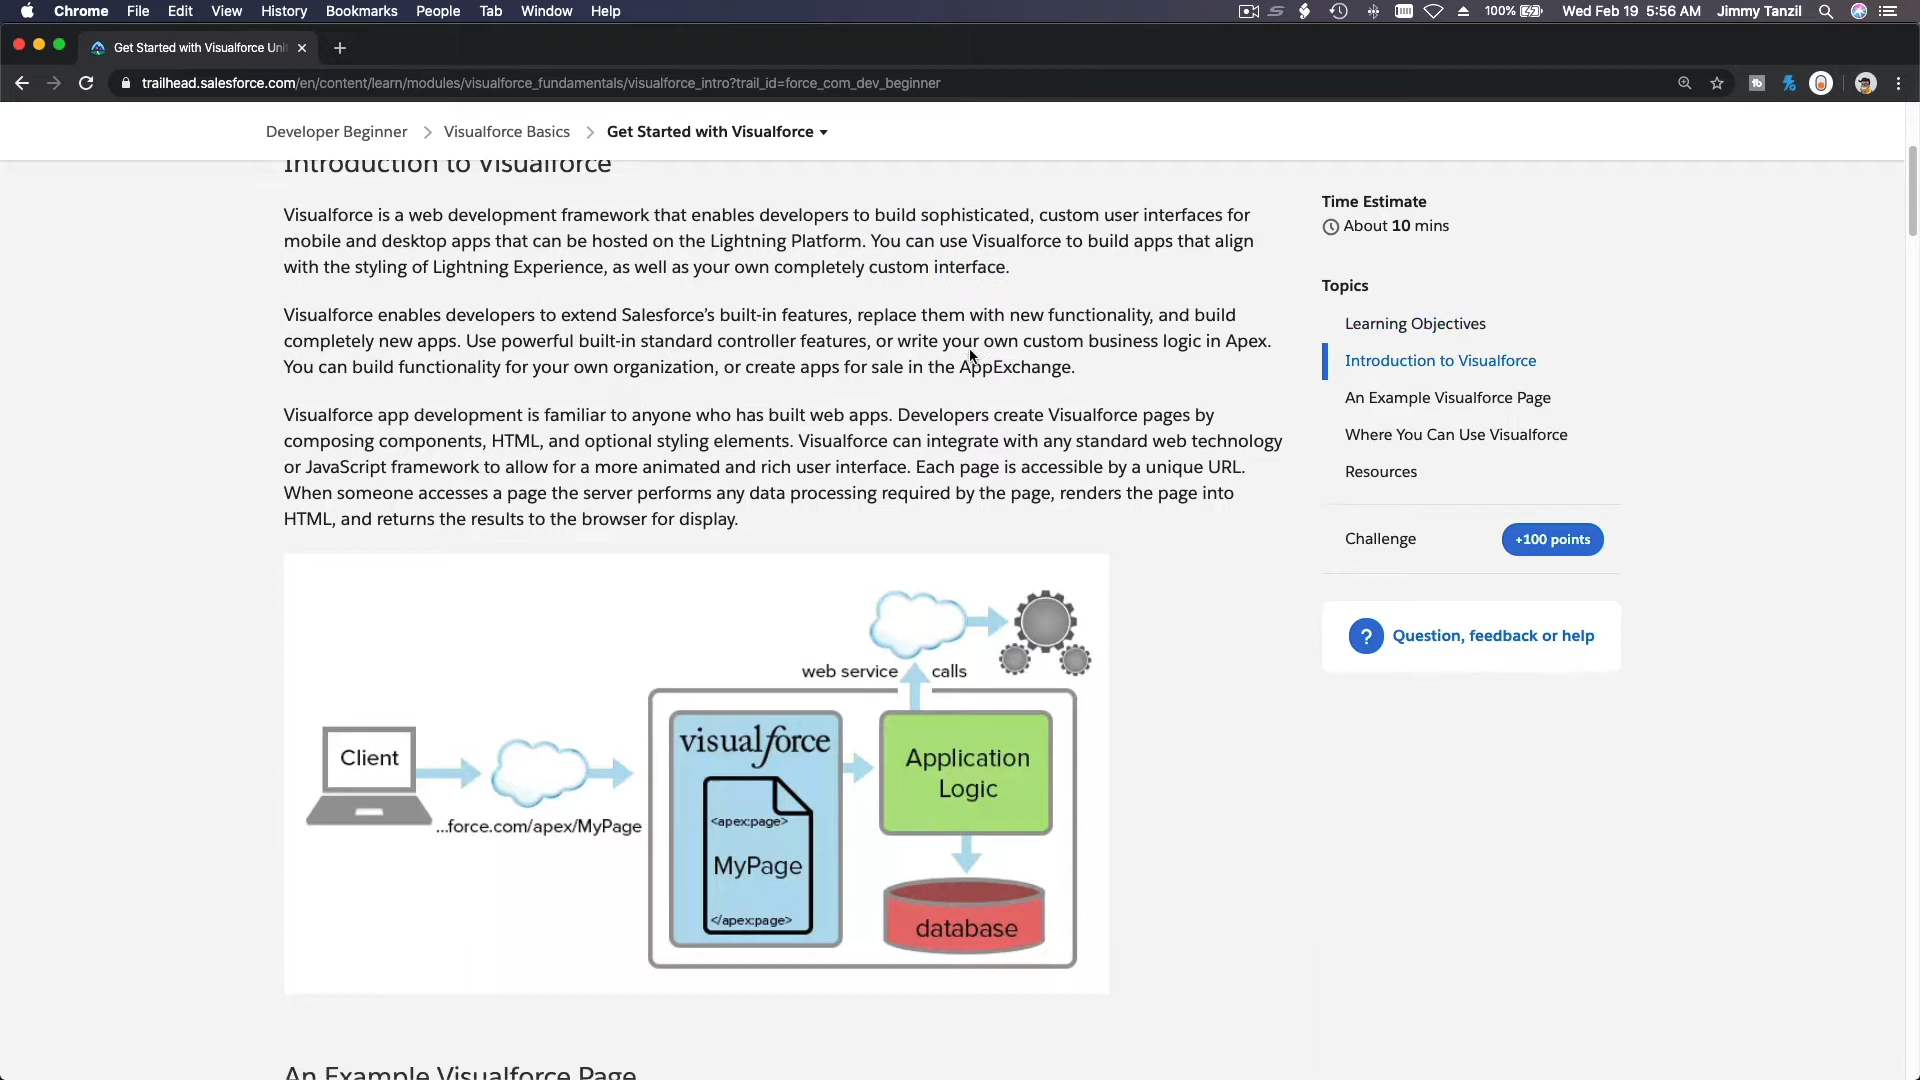 Chrome File Edit View History Bookmarks People Tab Window Help
100% Wed Feb 19 5:56 AM Jimmy Tanzil
Get Started with Visualforce Uni
trailhead.salesforce.com/en/content/learn/modules/visualforce_fundamentals/visualforce_intro?trail_id=force_com_dev_beginner
Developer Beginner > Visualforce Basics > Get Started with Visualforce
Introduction to Visualforce
Visualforce is a web development framework that enables developers to build sophisticated, custom user interfaces for
mobile and desktop apps that can be hosted on the Lightning Platform. You can use Visualforce to build apps that align
with the styling of Lightning Experience, as well as your own completely custom interface.
Visualforce enables developers to extend Salesforce’s built-in features, replace them with new functionality, and build
completely new apps. Use powerful built-in standard controller features, or write your own custom business logic in Apex.
You can build functionality for your own organization, or create apps for sale in the AppExchange.
Visualforce app development is familiar to anyone who has built web apps. Developers create Visualforce pages by
composing components, HTML, and optional styling elements. Visualforce can integrate with any standard web technology
or JavaScript framework to allow for a more animated and rich user interface. Each page is accessible by a unique URL.
When someone accesses a page the server performs any data processing required by the page, renders the page into
HTML, and returns the results to the browser for display.
web service calls
Client
...force.com/apex/MyPage
visualforce
<apex:page>
MyPage
</apex:page>
Application
Logic
database
An Example Visualforce Page
Time Estimate
About 10 mins
Topics
Learning Objectives
Introduction to Visualforce
An Example Visualforce Page
Where You Can Use Visualforce
Resources
Challenge +100 points
? Question, feedback or help